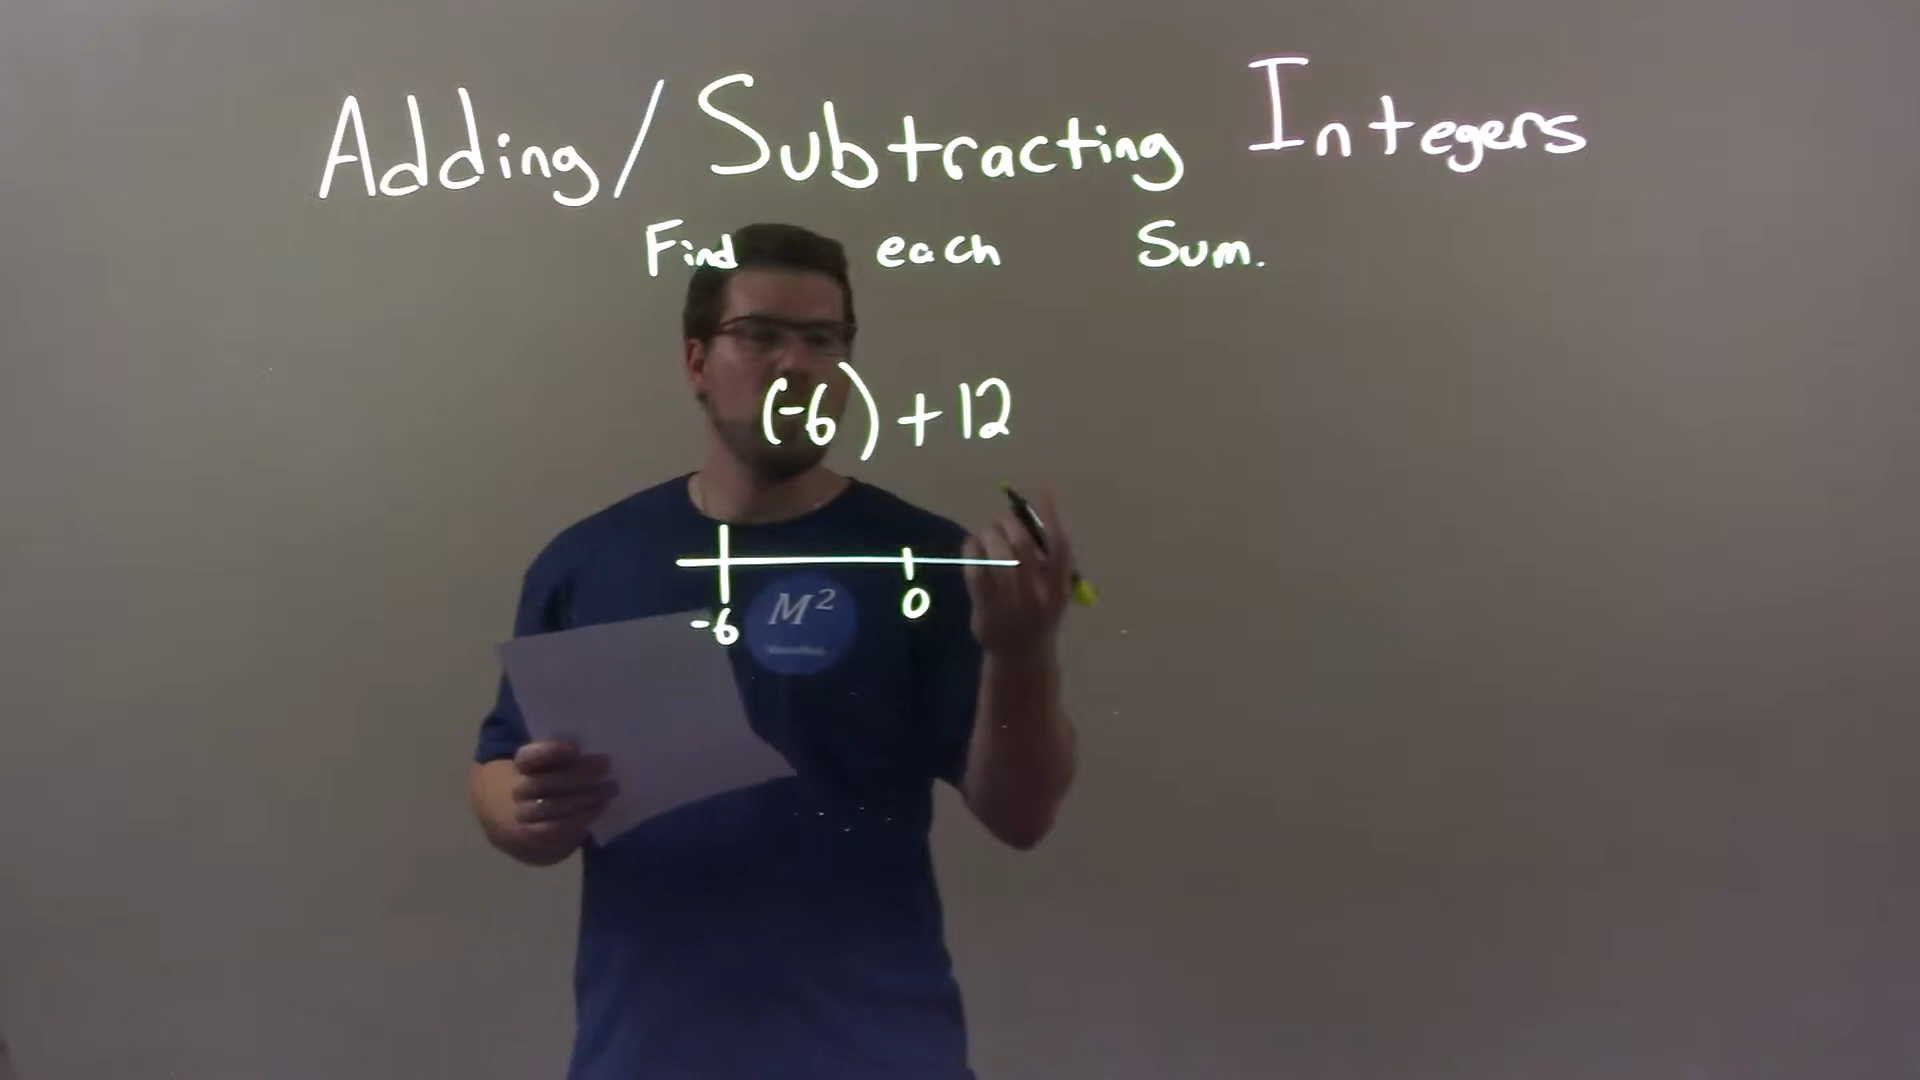 Adding/Subtracting Integers
Find each Sum.
(-6) + 12
-6 0
M²